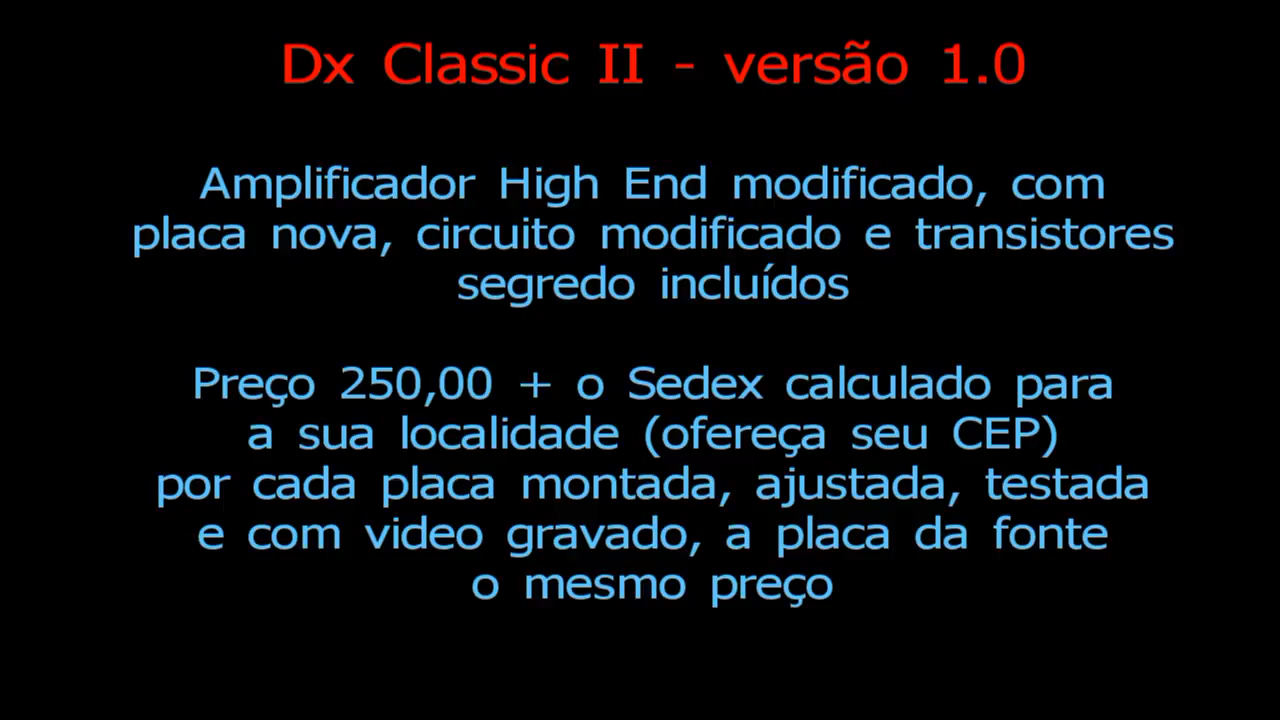 Dx Classic II - versão 1.0
Amplificador High End modificado, com
placa nova, circuito modificado e transistores
segredo incluídos
Preço 250,00 + o Sedex calculado para
a sua localidade (ofereça seu CEP)
por cada placa montada, ajustada, testada
e com video gravado, a placa da fonte
o mesmo preço